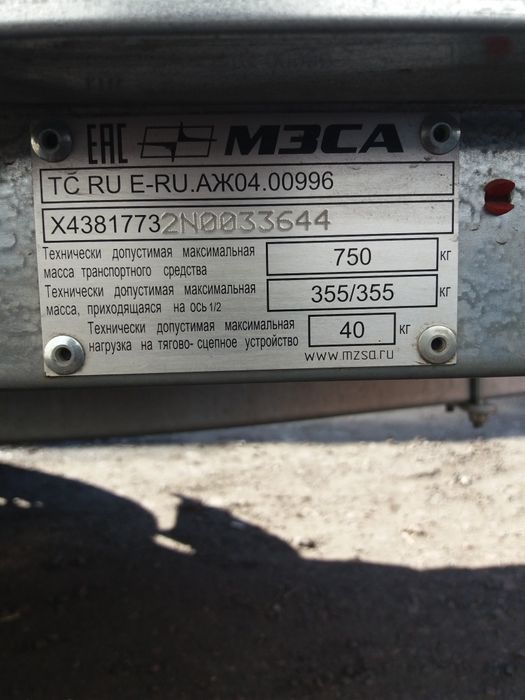 ЕАС МЗСА
ТС RU E-RU.АЖ04.00996
X43817732N0033644
Технически допустимая максимальная масса транспортного средства 750 кг
Технически допустимая максимальная масса, приходящаяся на ось 1/2 355/355 кг
Технически допустимая максимальная нагрузка на тягово- сцепное устройство 40 кг
www.mzsa.ru